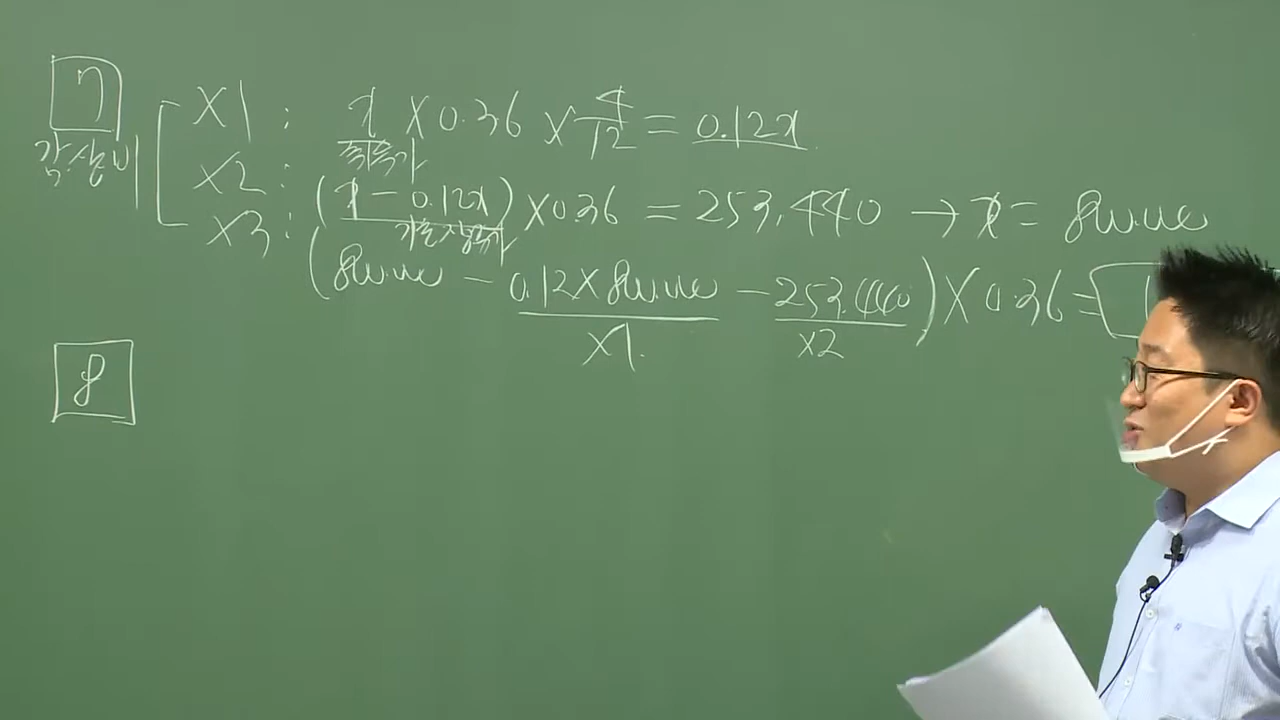 7
감.상.비
X1 : x × 0.36 × 4/12 = 0.12x
취득가
X2 : (x - 0.12x) × 0.36 = 253,440 → x = 800,000
기초상각가
X3 : (800,000 - 0.12 × 800,000 - 253,440) × 0.36 =
X1 X2
8